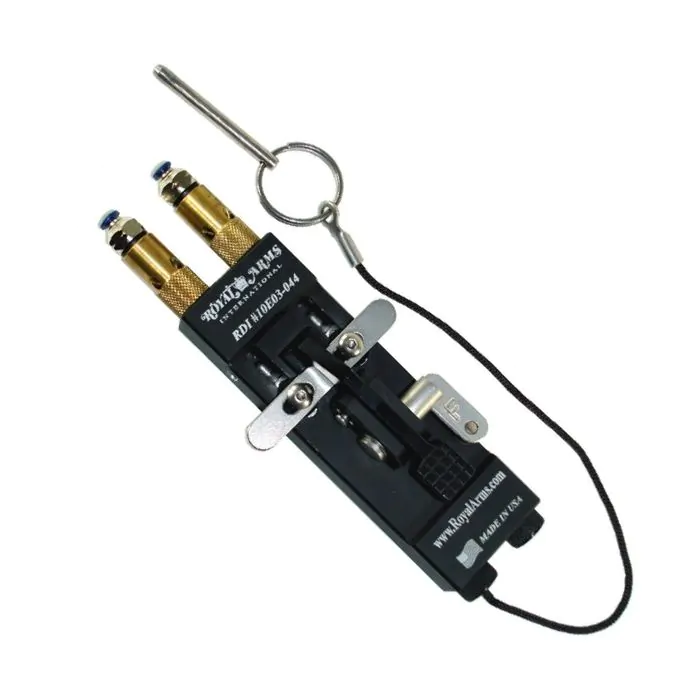 ROYAL ARMS
INTERNATIONAL
RDI #10E03-044
www.RoyalArms.com
MADE IN USA